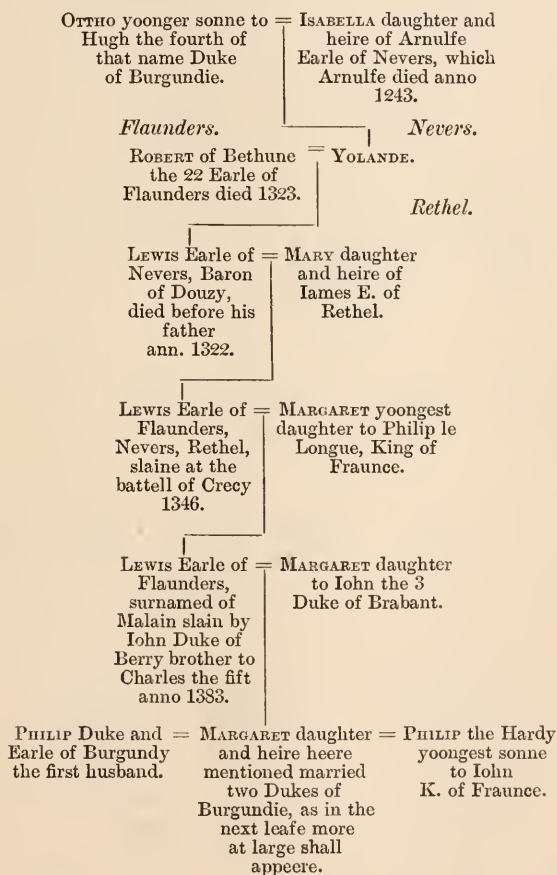 OTTHO yoonger sonne to = ISABELLA daughter and
Hugh the fourth of heire of Arnulfe
that name Duke Earle of Nevers, which
of Burgundie. Arnulfe died anno
1243.
Flaunders. Nevers.
ROBERT of Bethune = YOLANDE.
the 22 Earle of
Flaunders died 1323.
Rethel.
LEWIS Earle of = MARY daughter
Nevers, Baron and heire of
of Douzy, Iames E. of
died before his Rethel.
father
ann. 1322.
LEWIS Earle of = MARGARET yoongest
Flaunders, daughter to Philip le
Nevers, Rethel, Longue, King of
slaine at the Fraunce.
battell of Crecy
1346.
LEWIS Earle of = MARGARET daughter
Flaunders, to Iohn the 3
surnamed of Duke of Brabant.
Malain slain by
Iohn Duke of
Berry brother to
Charles the fift
anno 1383.
PHILIP Duke and = MARGARET daughter = PHILIP the Hardy
Earle of Burgundy and heire heere yoongest sonne
the first husband. mentioned married to Iohn
two Dukes of K. of Fraunce.
Burgundie, as in the
next leafe more
at large shall
appeere.